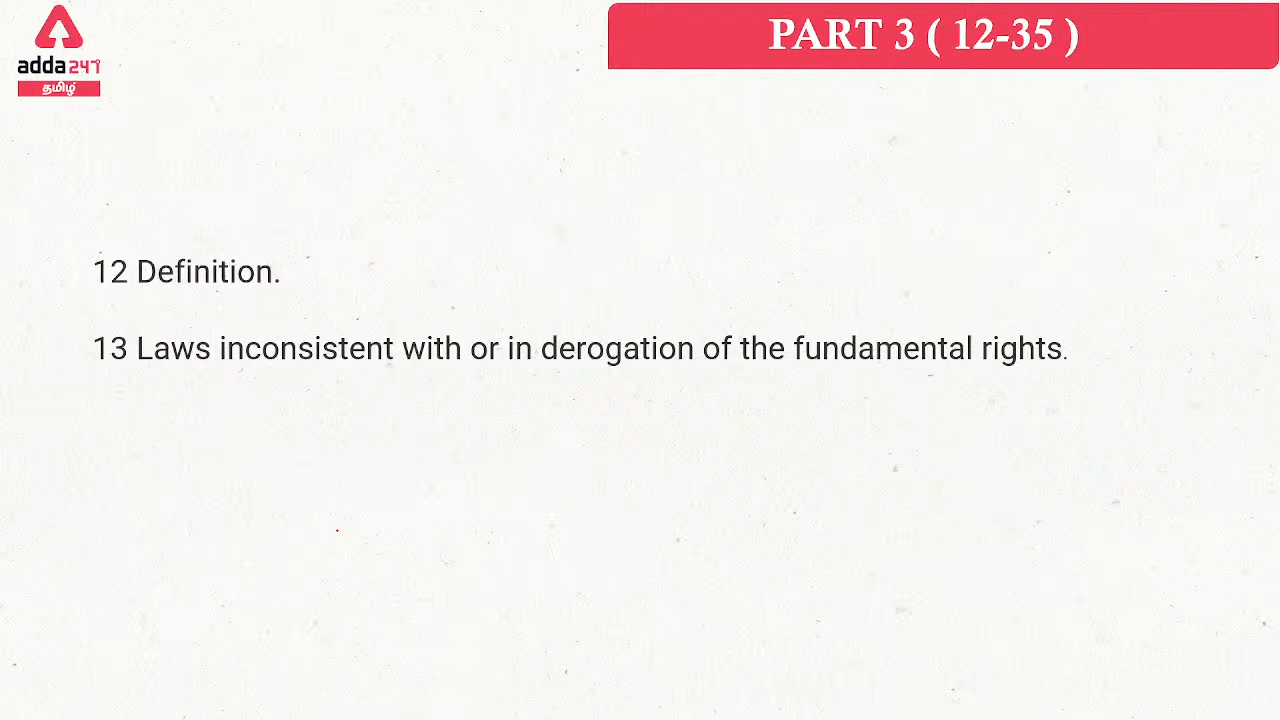 adda247
தமிழ்
PART 3 ( 12-35 )
12 Definition.
13 Laws inconsistent with or in derogation of the fundamental rights.